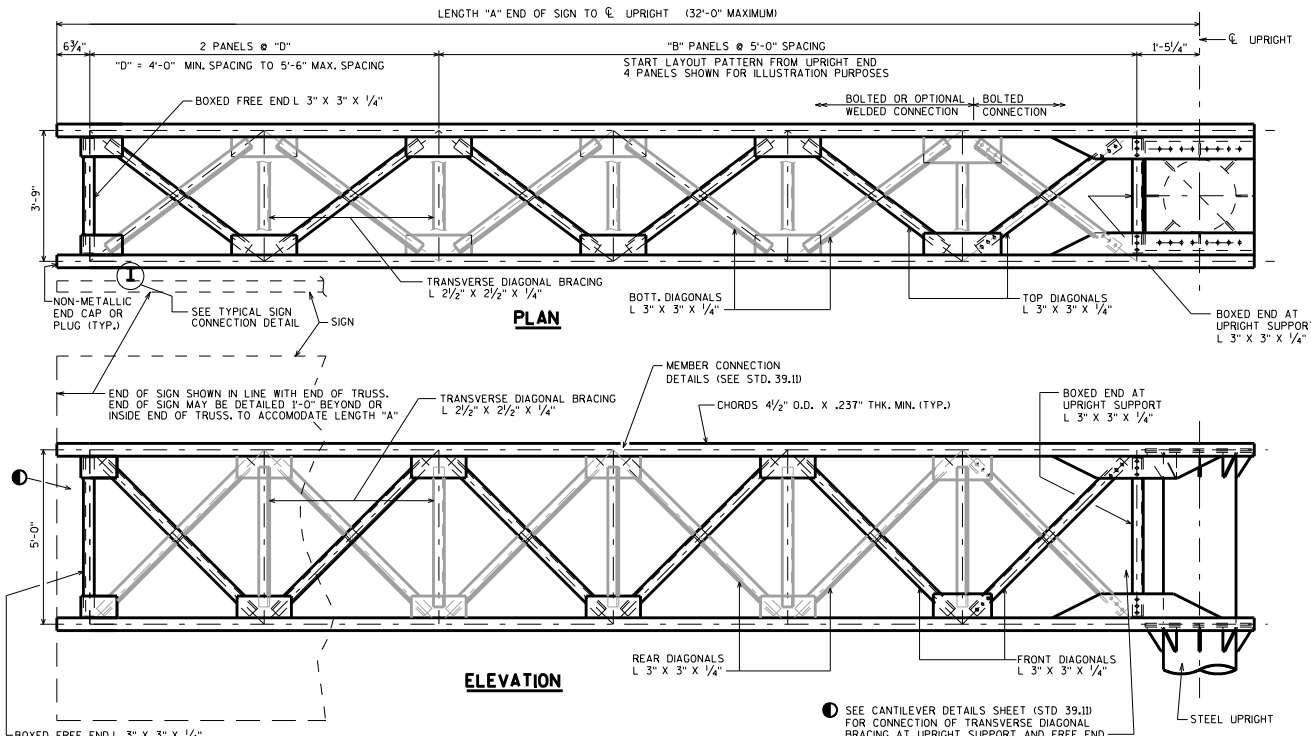 LENGTH "A" END OF SIGN TO ℄ UPRIGHT (32'-0" MAXIMUM)
℄ UPRIGHT
6¾"
2 PANELS @ "D"
"B" PANELS @ 5'-0" SPACING
1'-5¼"
"D" = 4'-0" MIN. SPACING TO 5'-6" MAX. SPACING
START LAYOUT PATTERN FROM UPRIGHT END
4 PANELS SHOWN FOR ILLUSTRATION PURPOSES
BOXED FREE END L 3" X 3" X ¼"
BOLTED OR OPTIONAL
WELDED CONNECTION
BOLTED
CONNECTION
3'-9"
I
NON-METALLIC
END CAP OR
PLUG (TYP.)
SEE TYPICAL SIGN
CONNECTION DETAIL
SIGN
TRANSVERSE DIAGONAL BRACING
L 2½" X 2½" X ¼"
PLAN
BOTT. DIAGONALS
L 3" X 3" X ¼"
TOP DIAGONALS
L 3" X 3" X ¼"
BOXED END AT
UPRIGHT SUPPORT
L 3" X 3" X ¼"
END OF SIGN SHOWN IN LINE WITH END OF TRUSS.
END OF SIGN MAY BE DETAILED 1'-0" BEYOND OR
INSIDE END OF TRUSS. TO ACCOMODATE LENGTH "A"
TRANSVERSE DIAGONAL BRACING
L 2½" X 2½" X ¼"
MEMBER CONNECTION
DETAILS (SEE STD. 39.11)
CHORDS 4½" O.D. X .237" THK. MIN. (TYP.)
BOXED END AT
UPRIGHT SUPPORT
L 3" X 3" X ¼"
5'-0"
REAR DIAGONALS
L 3" X 3" X ¼"
FRONT DIAGONALS
L 3" X 3" X ¼"
ELEVATION
SEE CANTILEVER DETAILS SHEET (STD 39.11)
FOR CONNECTION OF TRANSVERSE DIAGONAL
BRACING AT UPRIGHT SUPPORT AND FREE END
STEEL UPRIGHT
BOXED FREE END L 3" X 3" X ¼"